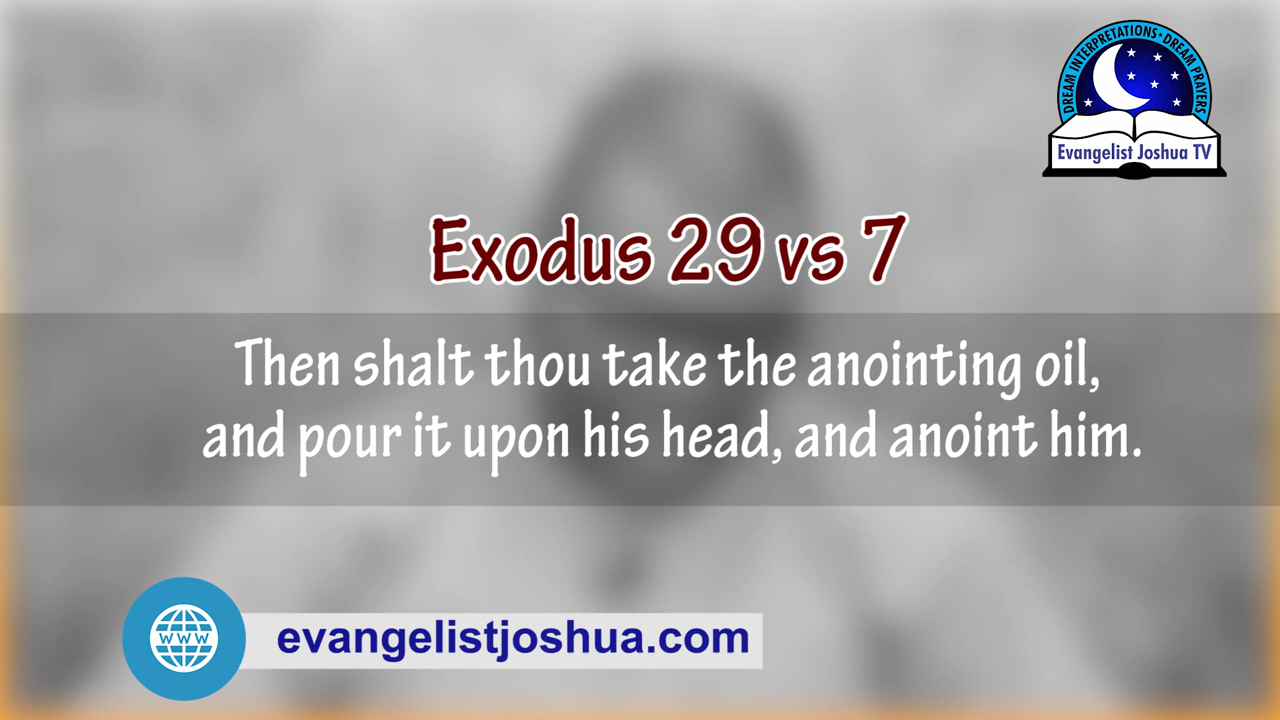 DREAM INTERPRETATIONS • DREAM PRAYERS
Evangelist Joshua TV
Exodus 29 vs 7
Then shalt thou take the anointing oil,
and pour it upon his head, and anoint him.
WWW
evangelistjoshua.com